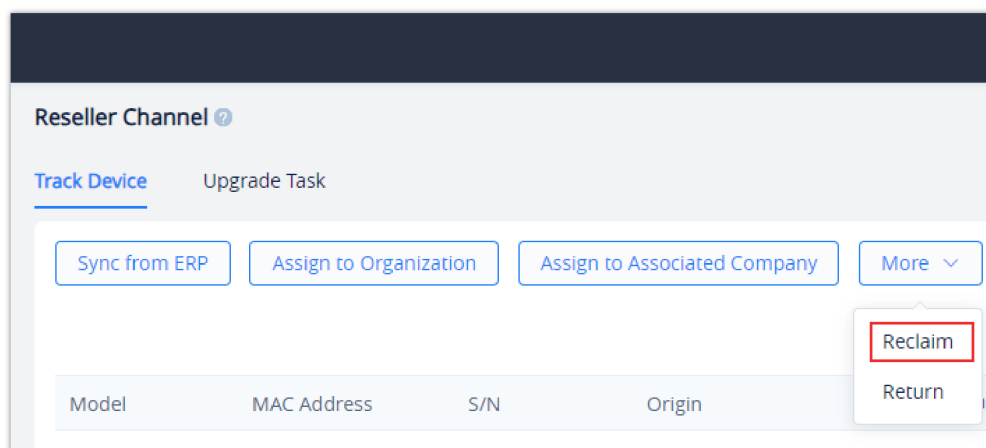 Reseller Channel ?
Track Device Upgrade Task
Sync from ERP Assign to Organization Assign to Associated Company More
Reclaim
Return
Model MAC Address S/N Origin